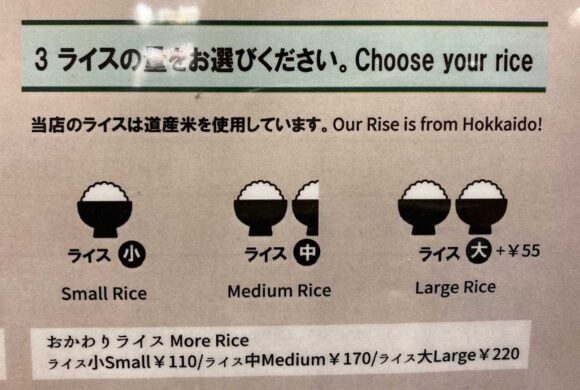 3 ライスの量をお選びください。Choose your rice
当店のライスは道産米を使用しています。Our Rise is from Hokkaido!
ライス 小
ライス 中
ライス 大 +¥55
Small Rice
Medium Rice
Large Rice
おかわりライス More Rice
ライス小Small¥110/ライス中Medium¥170/ライス大Large¥220